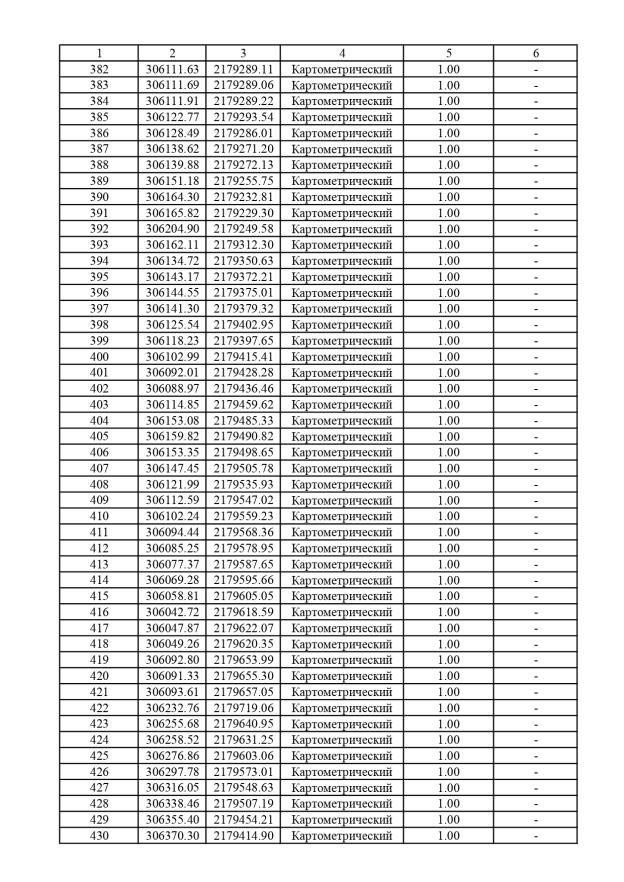 1 2 3 4 5 6
382 306111.63 2179289.11 Картометрический 1.00 -
383 306111.69 2179289.06 Картометрический 1.00 -
384 306111.91 2179289.22 Картометрический 1.00 -
385 306122.77 2179293.54 Картометрический 1.00 -
386 306128.49 2179286.01 Картометрический 1.00 -
387 306138.62 2179271.20 Картометрический 1.00 -
388 306139.88 2179272.13 Картометрический 1.00 -
389 306151.18 2179255.75 Картометрический 1.00 -
390 306164.30 2179232.81 Картометрический 1.00 -
391 306165.82 2179229.30 Картометрический 1.00 -
392 306204.90 2179249.58 Картометрический 1.00 -
393 306162.11 2179312.30 Картометрический 1.00 -
394 306134.72 2179350.63 Картометрический 1.00 -
395 306143.17 2179372.21 Картометрический 1.00 -
396 306144.55 2179375.01 Картометрический 1.00 -
397 306141.30 2179379.32 Картометрический 1.00 -
398 306125.54 2179402.95 Картометрический 1.00 -
399 306118.23 2179397.65 Картометрический 1.00 -
400 306102.99 2179415.41 Картометрический 1.00 -
401 306092.01 2179428.28 Картометрический 1.00 -
402 306088.97 2179436.46 Картометрический 1.00 -
403 306114.85 2179459.62 Картометрический 1.00 -
404 306153.08 2179485.33 Картометрический 1.00 -
405 306159.82 2179490.82 Картометрический 1.00 -
406 306153.35 2179498.65 Картометрический 1.00 -
407 306147.45 2179505.78 Картометрический 1.00 -
408 306121.99 2179535.93 Картометрический 1.00 -
409 306112.59 2179547.02 Картометрический 1.00 -
410 306102.24 2179559.23 Картометрический 1.00 -
411 306094.44 2179568.36 Картометрический 1.00 -
412 306085.25 2179578.95 Картометрический 1.00 -
413 306077.37 2179587.65 Картометрический 1.00 -
414 306069.28 2179595.66 Картометрический 1.00 -
415 306058.81 2179605.05 Картометрический 1.00 -
416 306042.72 2179618.59 Картометрический 1.00 -
417 306047.87 2179622.07 Картометрический 1.00 -
418 306049.26 2179620.35 Картометрический 1.00 -
419 306092.80 2179653.99 Картометрический 1.00 -
420 306091.33 2179655.30 Картометрический 1.00 -
421 306093.61 2179657.05 Картометрический 1.00 -
422 306232.76 2179719.06 Картометрический 1.00 -
423 306255.68 2179640.95 Картометрический 1.00 -
424 306258.52 2179631.25 Картометрический 1.00 -
425 306276.86 2179603.06 Картометрический 1.00 -
426 306297.78 2179573.01 Картометрический 1.00 -
427 306316.05 2179548.63 Картометрический 1.00 -
428 306338.46 2179507.19 Картометрический 1.00 -
429 306355.40 2179454.21 Картометрический 1.00 -
430 306370.30 2179414.90 Картометрический 1.00 -